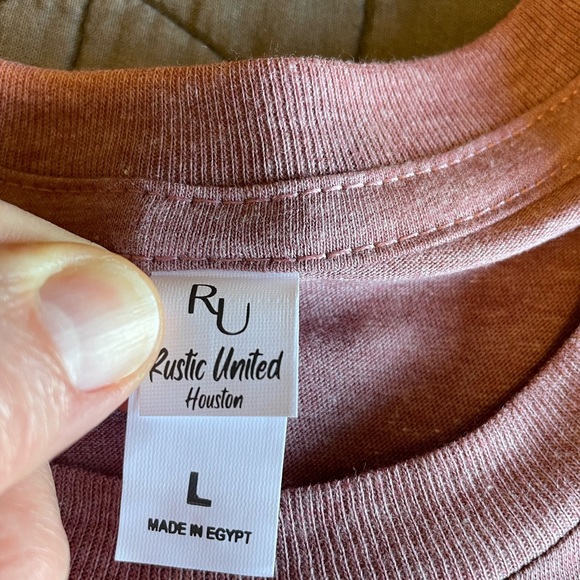 RU
Rustic United
Houston
L
MADE IN EGYPT